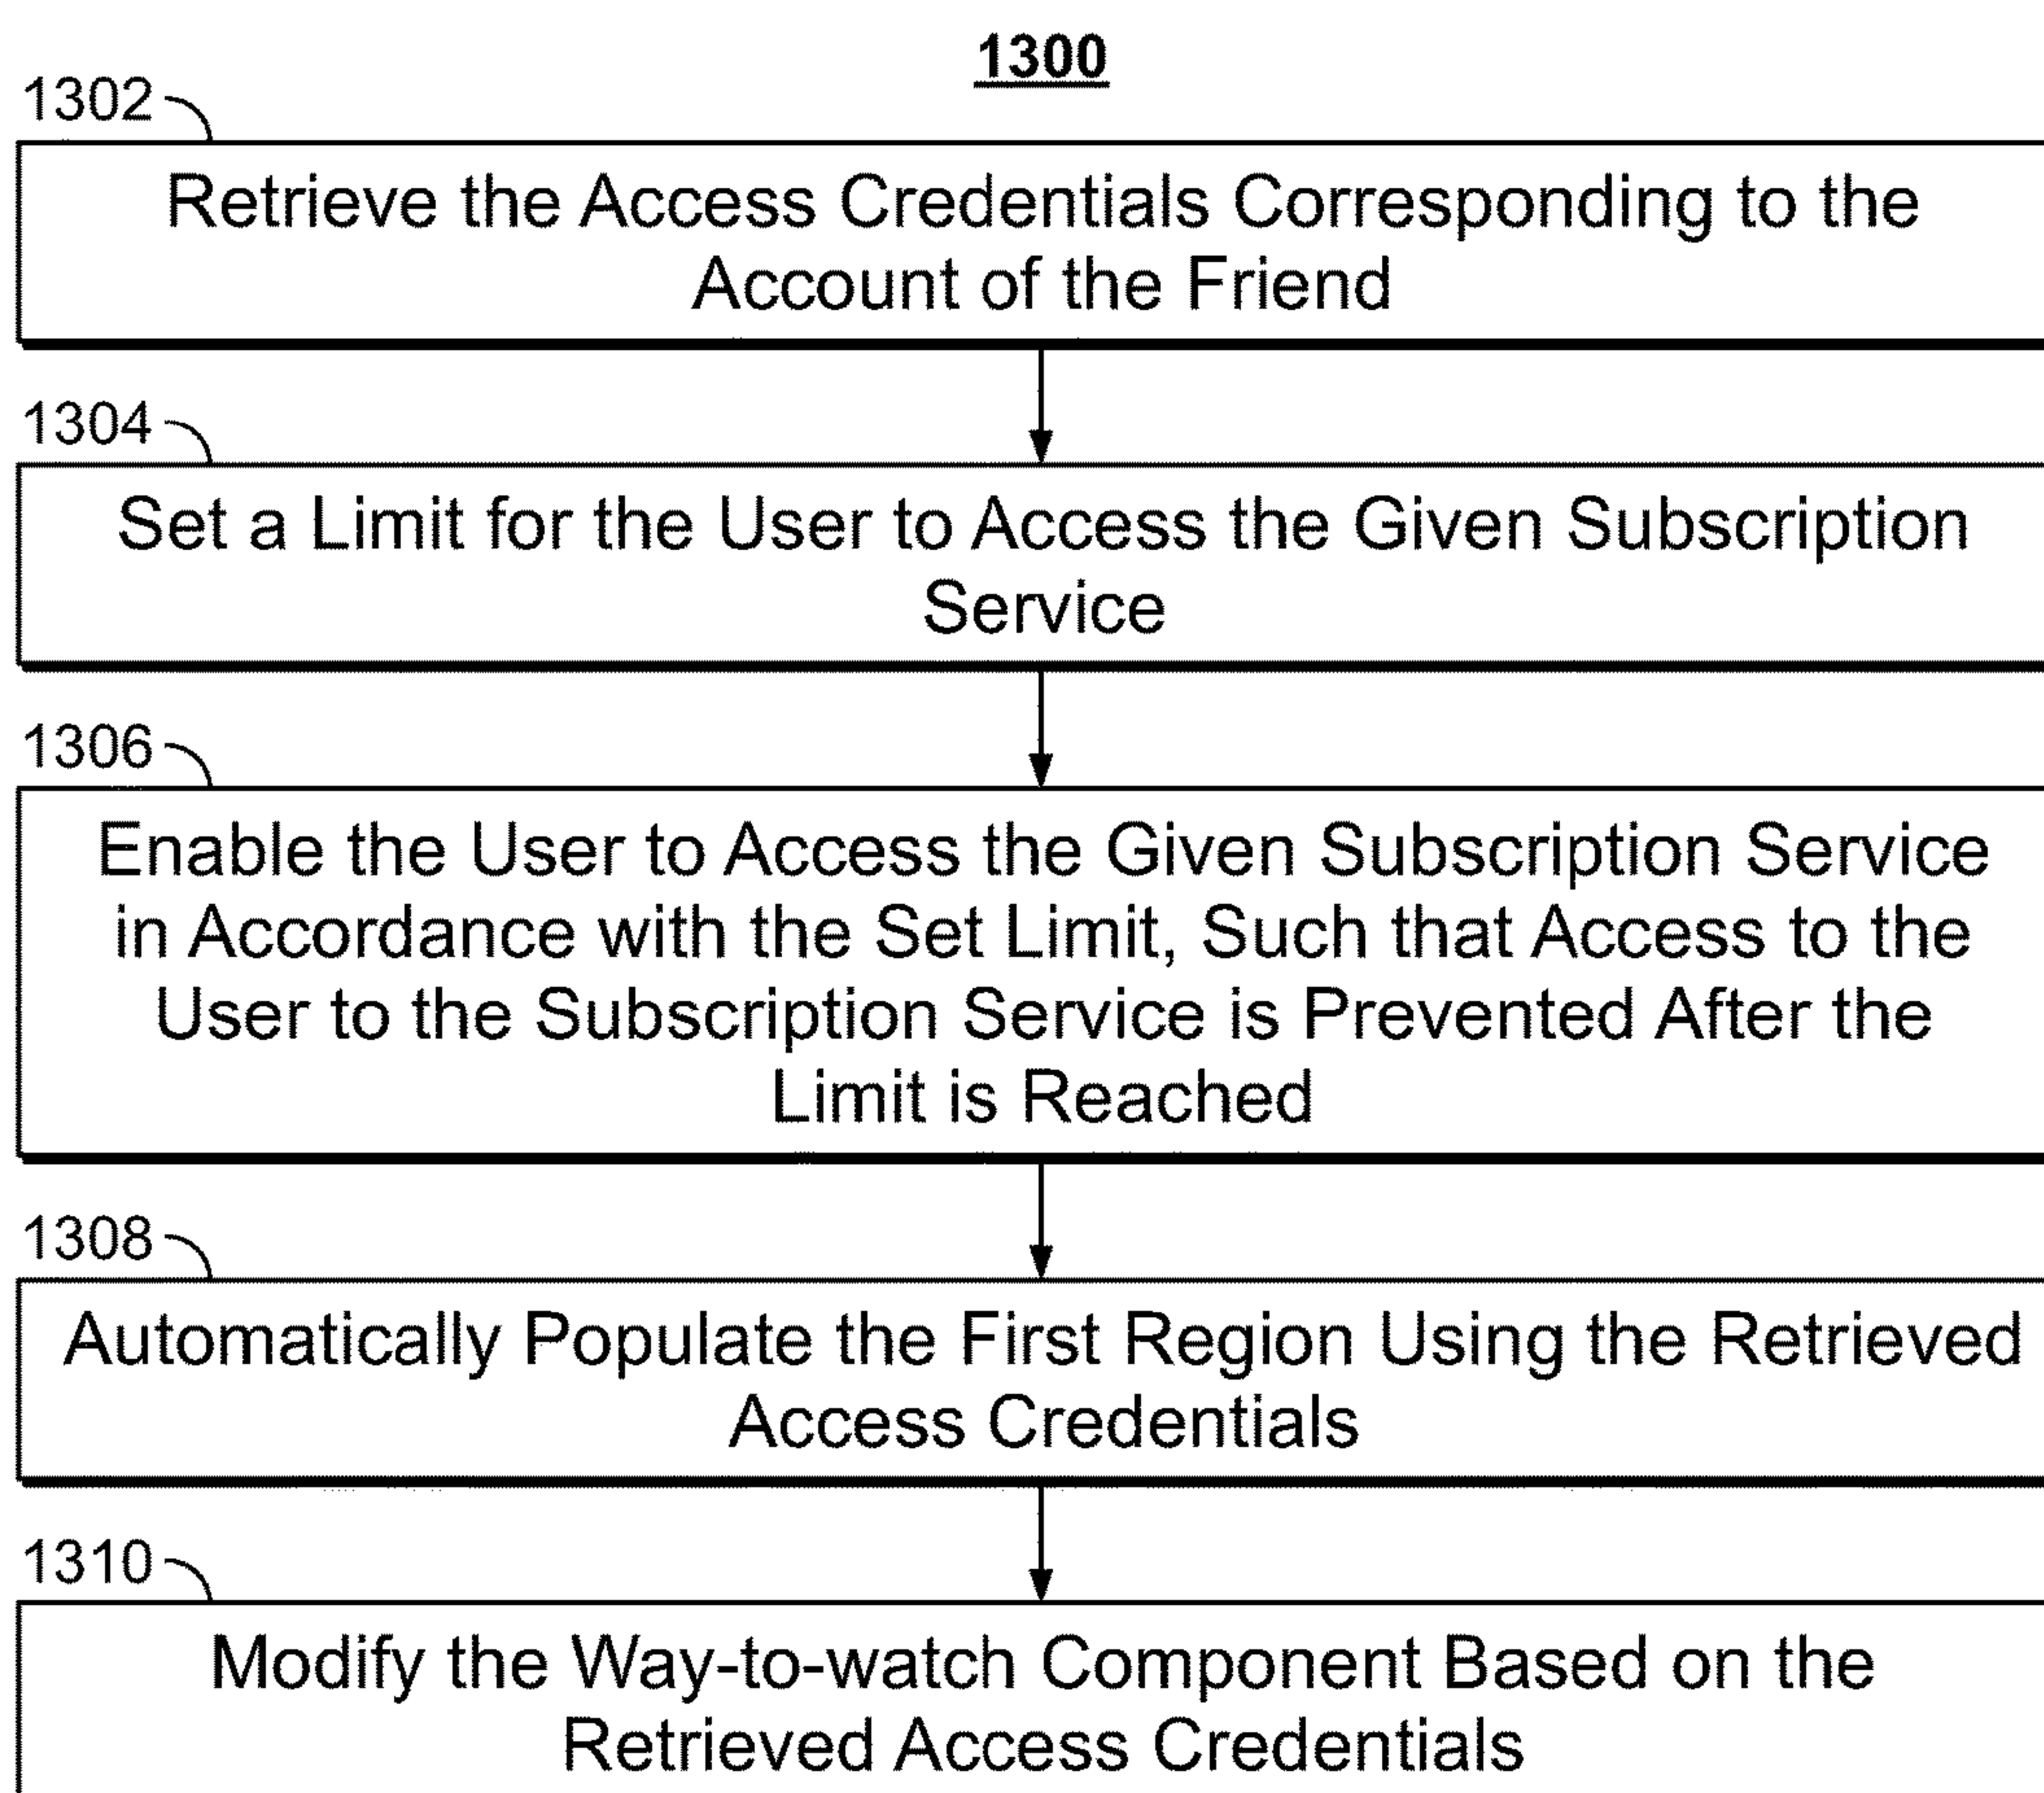 1300
1302
Retrieve the Access Credentials Corresponding to the
Account of the Friend
1304
Set a Limit for the User to Access the Given Subscription
Service
1306
Enable the User to Access the Given Subscription Service
in Accordance with the Set Limit, Such that Access to the
User to the Subscription Service is Prevented After the
Limit is Reached
1308
Automatically Populate the First Region Using the Retrieved
Access Credentials
1310
Modify the Way-to-watch Component Based on the
Retrieved Access Credentials